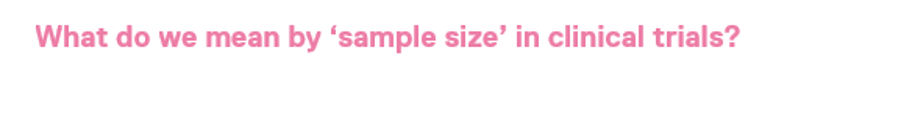 What do we mean by ‘sample size’ in clinical trials?